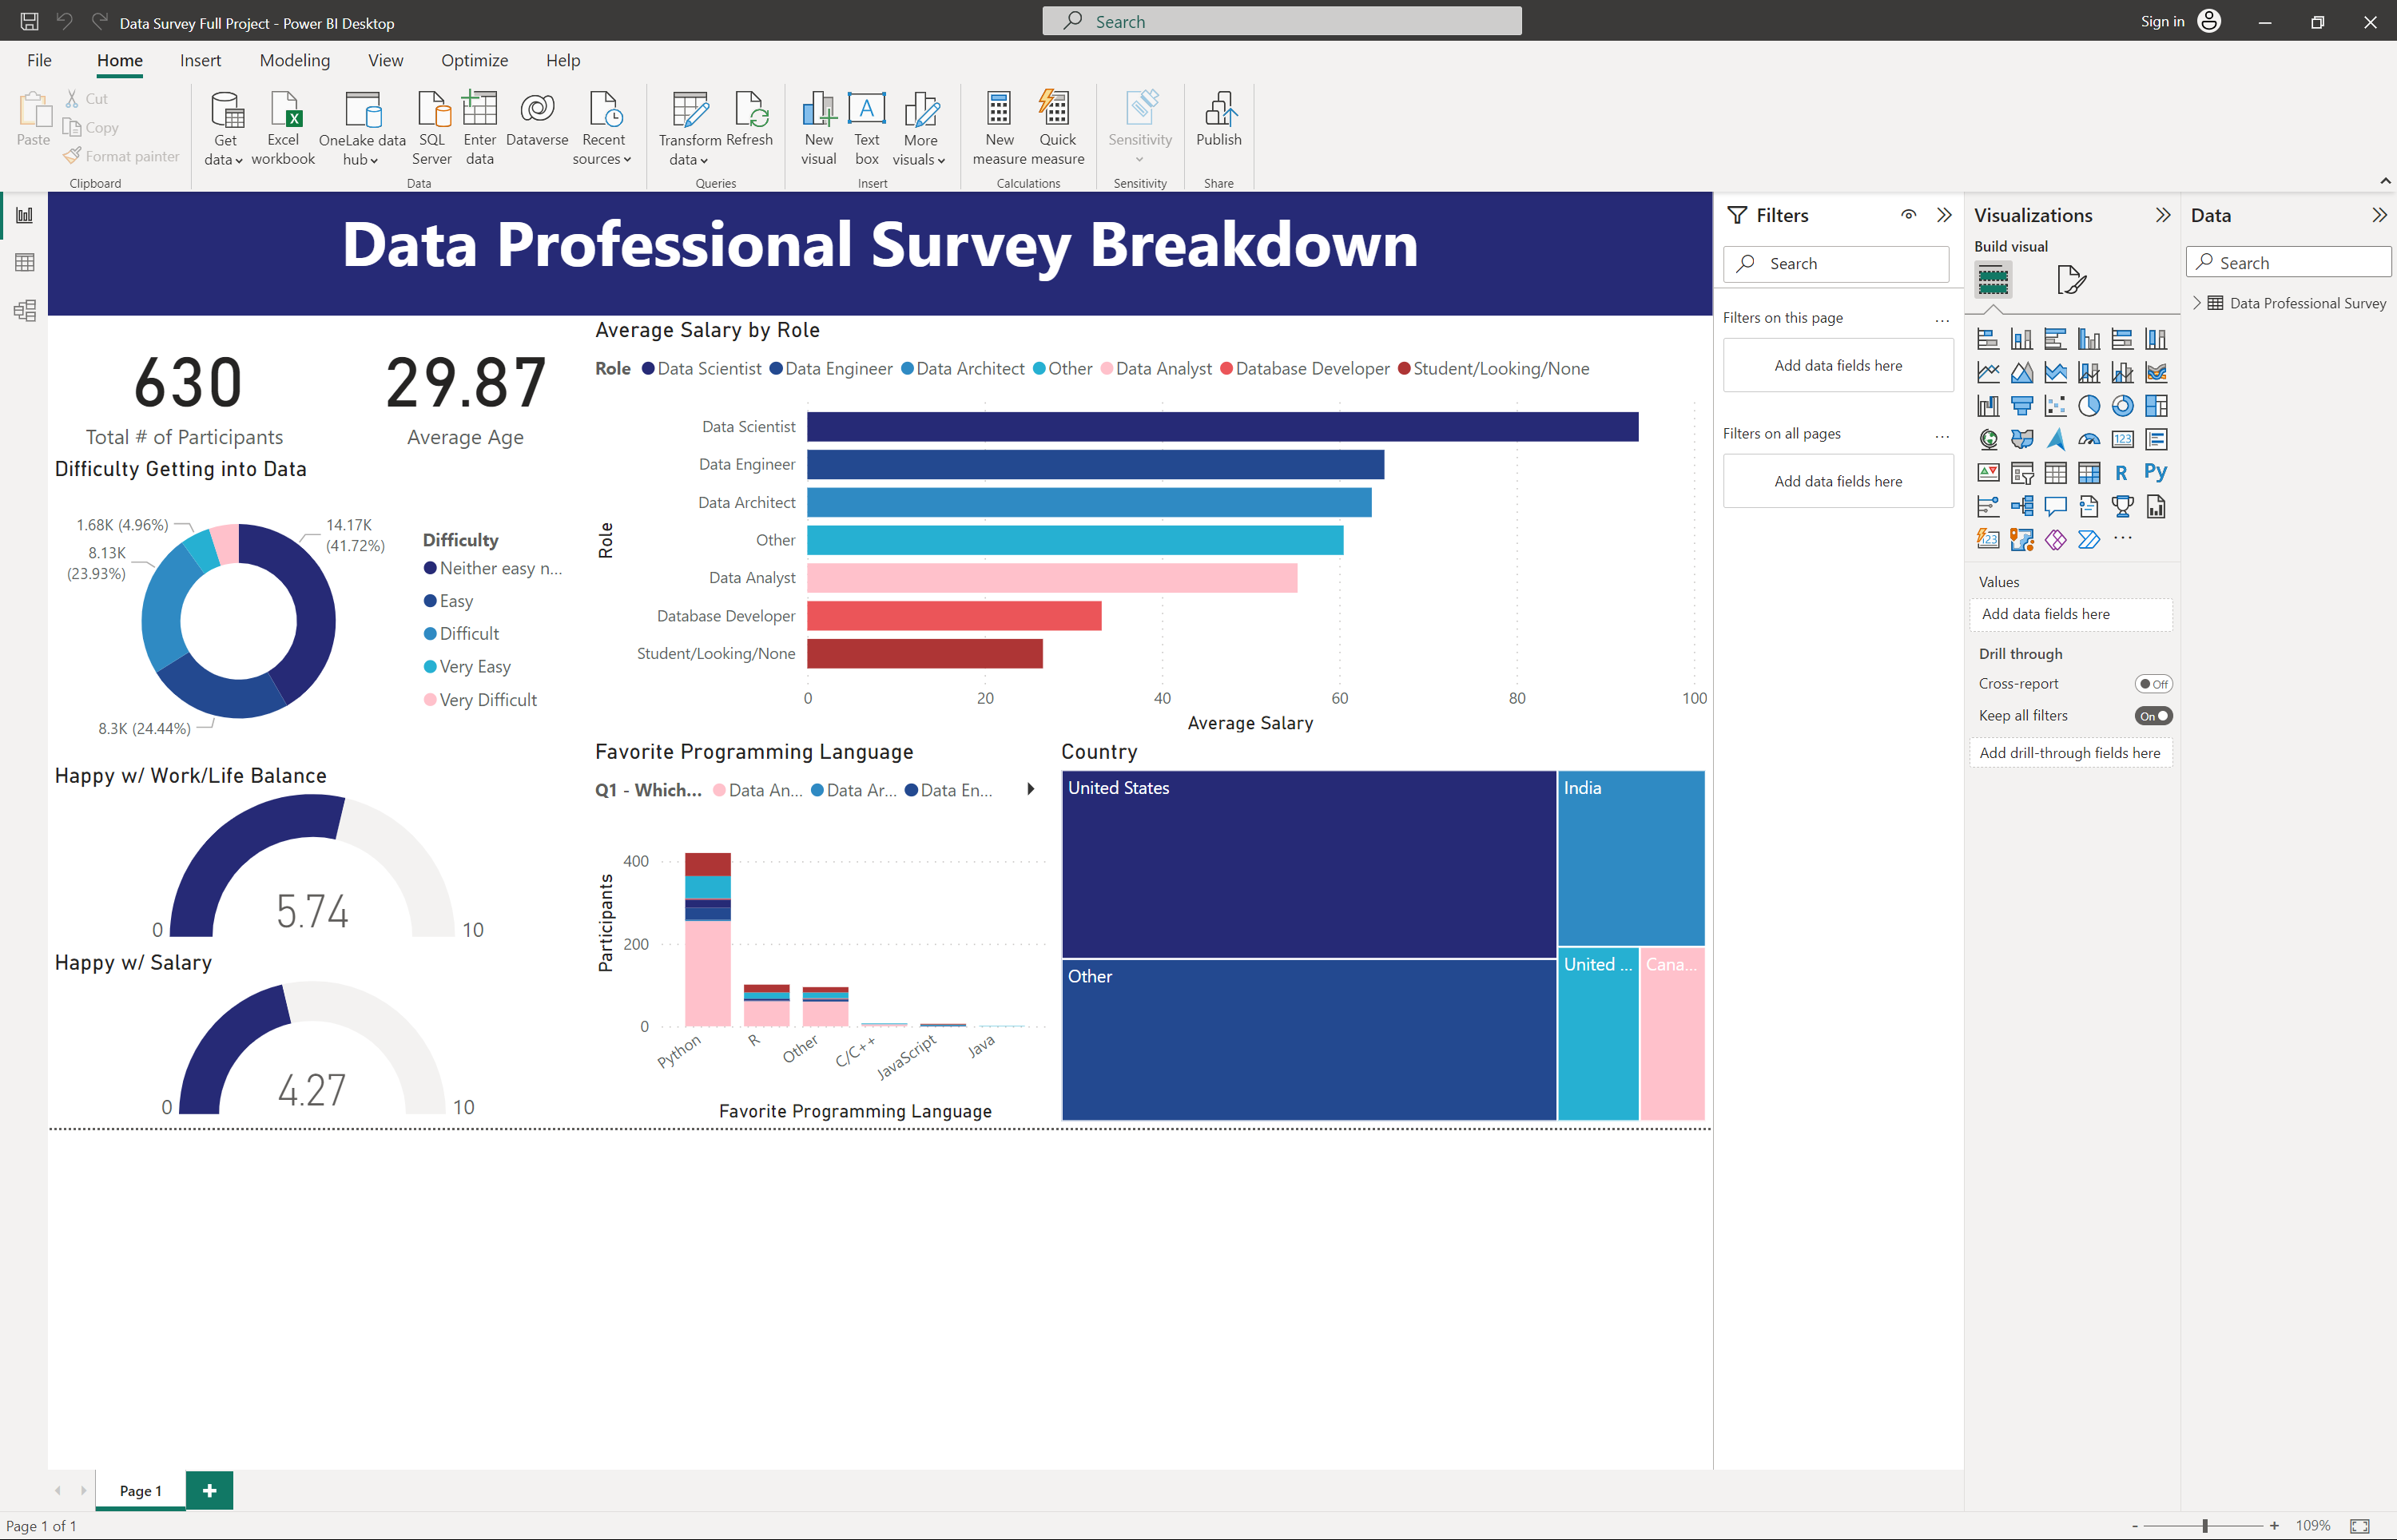 Data Survey Full Project - Power BI Desktop
Search
Sign in
File Home Insert Modeling View Optimize Help
Paste
Cut
Copy
Format painter
Clipboard
Get data
Excel workbook
OneLake data hub
SQL Server
Enter data
Dataverse
Recent sources
Data
Transform data
Refresh
Queries
New visual
Text box
More visuals
Insert
New measure
Quick measure
Calculations
Sensitivity
Sensitivity
Publish
Share
Data Professional Survey Breakdown
630
Total # of Participants
29.87
Average Age
Difficulty Getting into Data
1.68K (4.96%)
8.13K
(23.93%)
14.17K
(41.72%)
8.3K (24.44%)
Difficulty
Neither easy n...
Easy
Difficult
Very Easy
Very Difficult
Happy w/ Work/Life Balance
0
5.74
10
Happy w/ Salary
0
4.27
10
Average Salary by Role
Role Data Scientist Data Engineer Data Architect Other Data Analyst Database Developer Student/Looking/None
Role
Data Scientist
Data Engineer
Data Architect
Other
Data Analyst
Database Developer
Student/Looking/None
0 20 40 60 80 100
Average Salary
Favorite Programming Language
Q1 - Which... Data An... Data Ar... Data En...
Participants
400
200
0
Python R Other C/C++ JavaScript Java
Favorite Programming Language
Country
United States
India
Other
United ...
Cana...
Filters
Search
Filters on this page ...
Add data fields here
Filters on all pages ...
Add data fields here
Visualizations
Build visual
123
R
Py
123
...
Values
Add data fields here
Drill through
Cross-report Off
Keep all filters On
Add drill-through fields here
Data
Search
Data Professional Survey
Page 1
+
Page 1 of 1
- + 109%